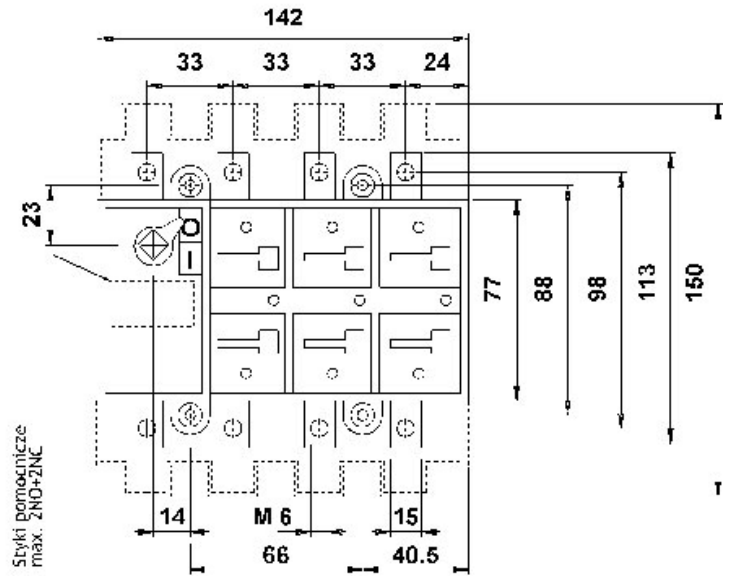 142
33 33 33 24
23
O
I
77 88 98 113 150
Styki pomocnicze
max. 2NO+2NC
14 M 6 15
66 40.5